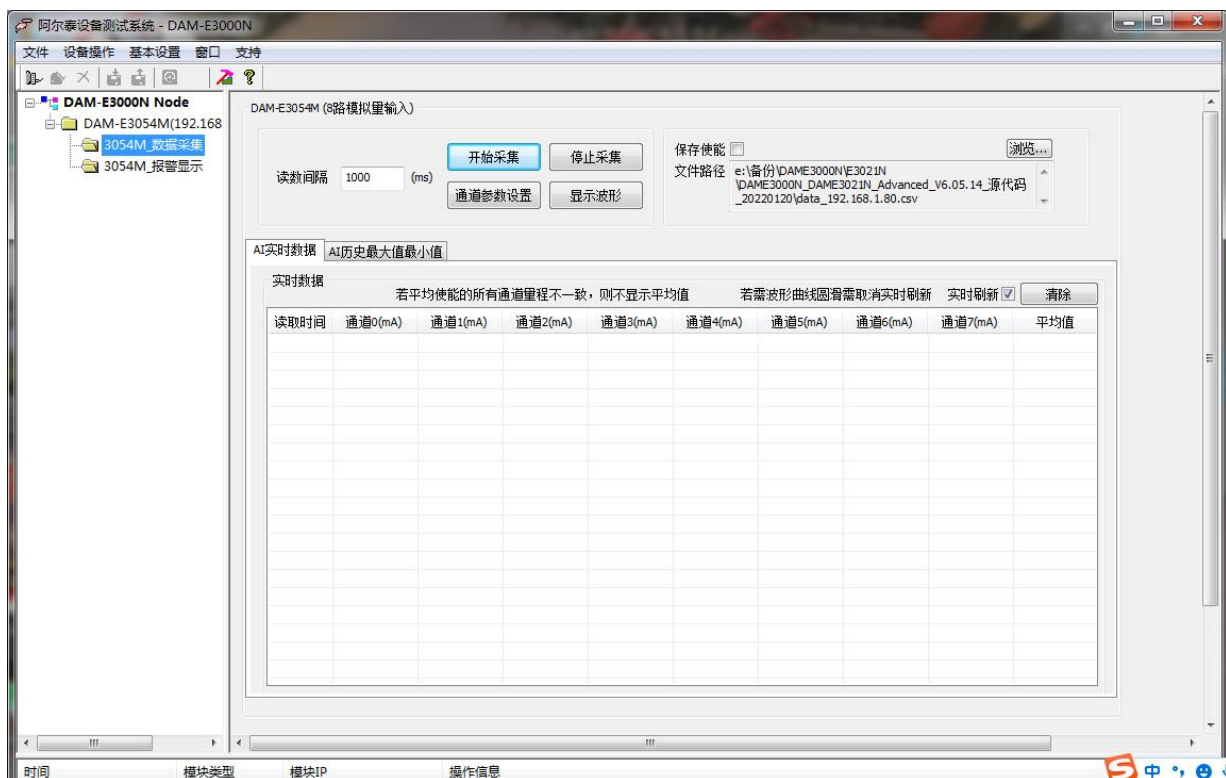 阿尔泰设备测试系统 - DAM-E3000N
文件 设备操作 基本设置 窗口 支持
DAM-E3000N Node
DAM-E3054M(192.168
3054M_数据采集
3054M_报警显示
DAM-E3054M (8路模拟量输入)
读数间隔 1000 (ms)
开始采集 停止采集
通道参数设置 显示波形
保存使能 浏览...
文件路径 e:\备份\DAME3000N\E3021N
\DAME3000N_DAME3021N_Advanced_V6.05.14_源代码
_20220120\data_192.168.1.80.csv
AI实时数据 AI历史最大值最小值
实时数据
若平均使能的所有通道量程不一致，则不显示平均值 若需波形曲线圆滑需取消实时刷新 实时刷新 清除
读取时间 通道0(mA) 通道1(mA) 通道2(mA) 通道3(mA) 通道4(mA) 通道5(mA) 通道6(mA) 通道7(mA) 平均值
时间 模块类型 模块IP 操作信息
中